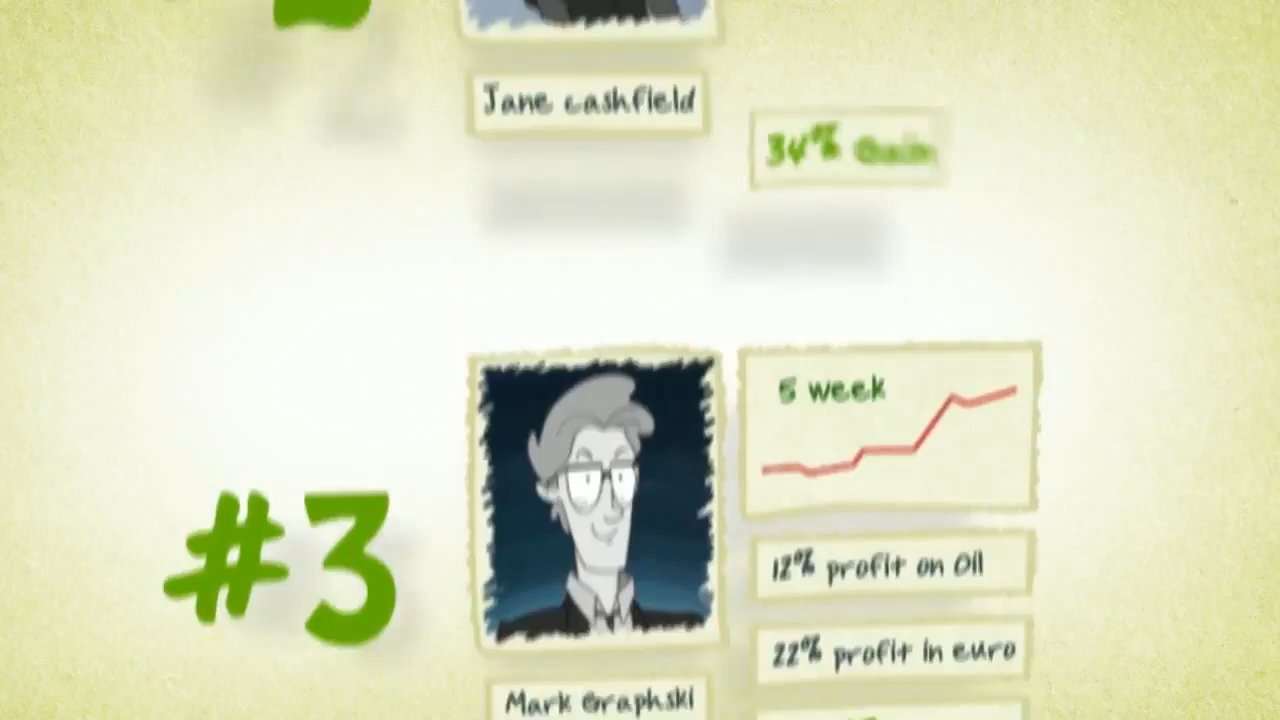 Jane cashfield
34% Gain
5 week
#3
12% profit on Oil
22% profit in euro
Mark Graphski